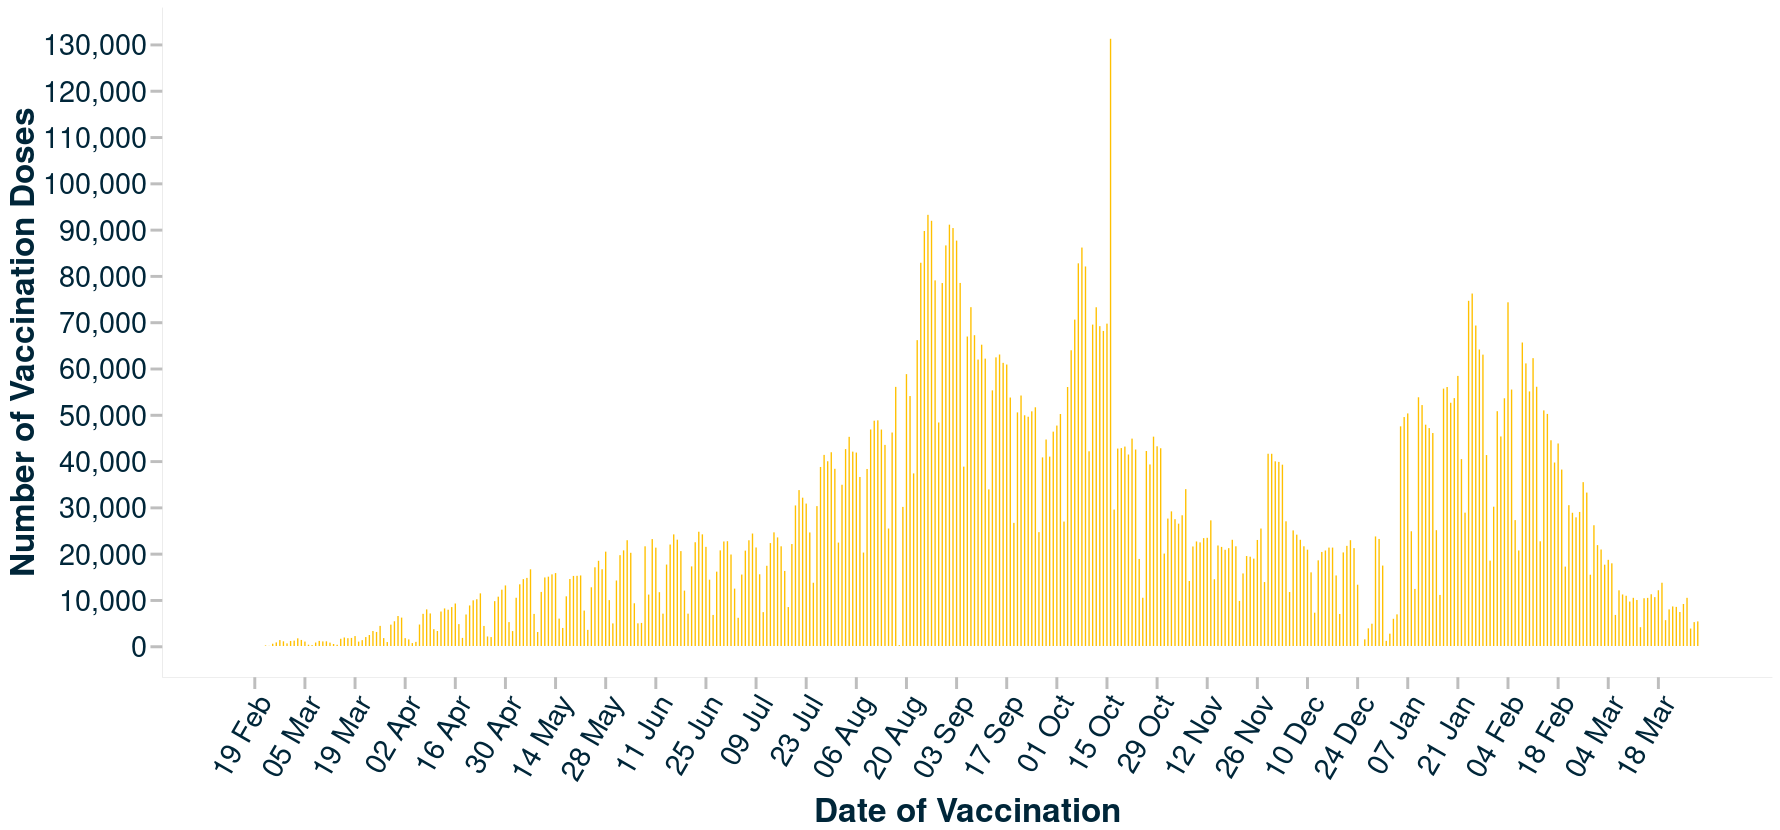 Number of Vaccination Doses
130,000
120,000
110,000
100,000
90,000
80,000
70,000
60,000
50,000
40,000
30,000
20,000
10,000
0
19 Feb
05 Mar
19 Mar
02 Apr
16 Apr
30 Apr
14 May
28 May
11 Jun
25 Jun
09 Jul
23 Jul
06 Aug
20 Aug
03 Sep
17 Sep
01 Oct
15 Oct
29 Oct
12 Nov
26 Nov
10 Dec
24 Dec
07 Jan
21 Jan
04 Feb
18 Feb
04 Mar
18 Mar
Date of Vaccination